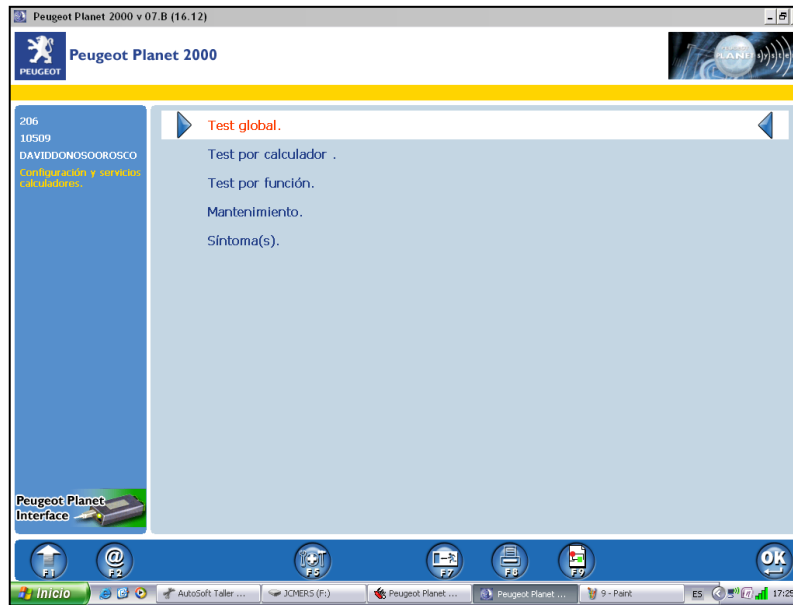 Peugeot Planet 2000 v 07.B (16.12)
PEUGEOT
Peugeot Planet 2000
206
10509
DAVIDDONOSOOROSCO
Configuración y servicios
calculadores.
Test global.
Test por calculador .
Test por función.
Mantenimiento.
Síntoma(s).
Peugeot Planet
Interface
F1
@
F2
F5
F7
F8
F9
OK
Inicio
AutoSoft Taller ...
JCMERS (F:)
Peugeot Planet ...
Peugeot Planet ...
9 - Paint
ES
17:25